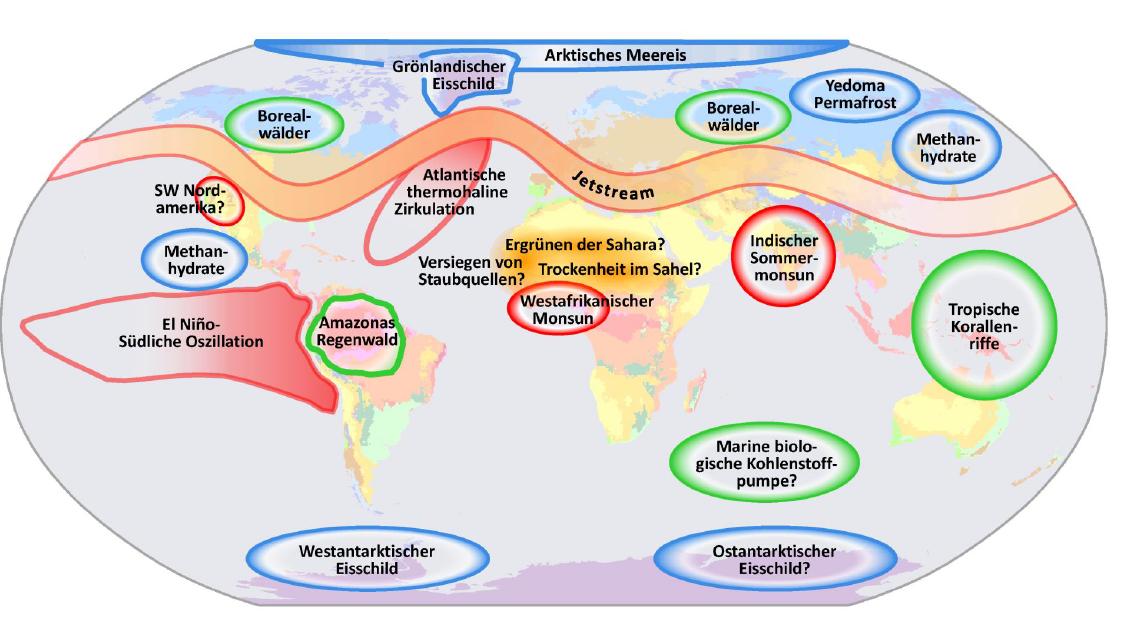 Arktisches Meereis
Grönlandischer
Eisschild
Yedoma
Permafrost
Boreal-
wälder
Boreal-
wälder
Methan-
hydrate
Jetstream
Atlantische
thermohaline
Zirkulation
SW Nord-
amerika?
Methan-
hydrate
Ergrünen der Sahara?
Versiegen von
Staubquellen?
Trockenheit im Sahel?
Indischer
Sommer-
monsun
Westafrikanischer
Monsun
El Niño-
Südliche Oszillation
Amazonas
Regenwald
Tropische
Korallen-
riffe
Marine biolo-
gische Kohlenstoff-
pumpe?
Westantarktischer
Eisschild
Ostantarktischer
Eisschild?